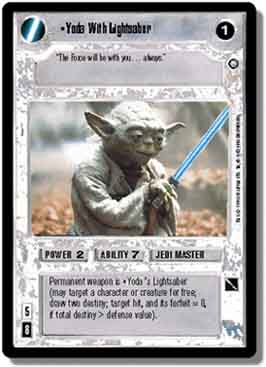 •Yoda With Lightsaber
1
"The Force will be with you . . . always."
POWER 2
ABILITY 7
JEDI MASTER
Permanent weapon is •Yoda's Lightsaber
(may target a character or creature for free;
draw two destiny; target hit, and its forfeit = 0,
if total destiny > defense value).
5
8